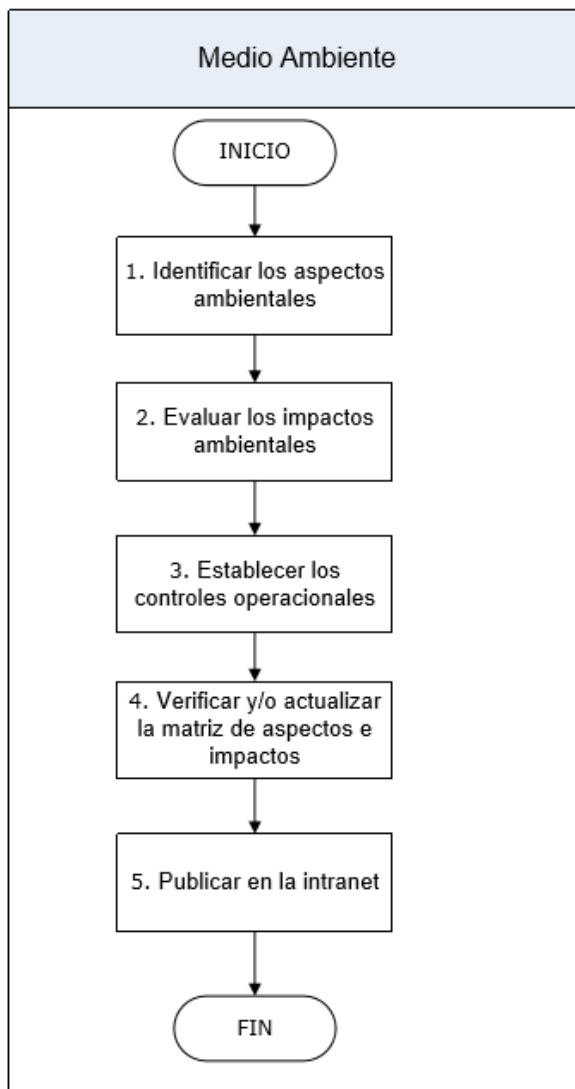 Medio Ambiente
INICIO
1. Identificar los aspectos
ambientales
2. Evaluar los impactos
ambientales
3. Establecer los
controles operacionales
4. Verificar y/o actualizar
la matriz de aspectos e
impactos
5. Publicar en la intranet
FIN